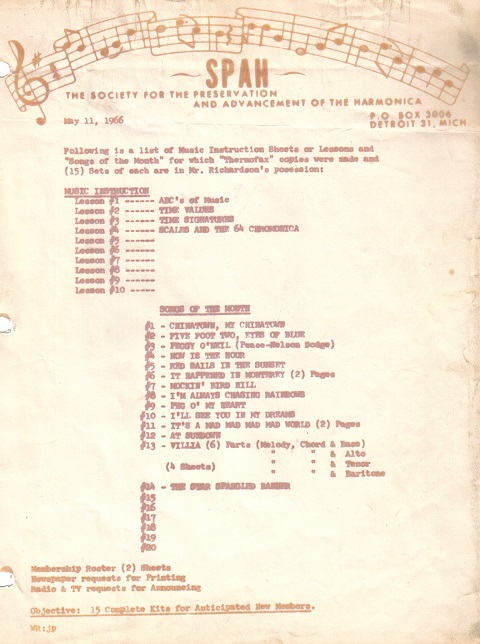 SPAH
THE SOCIETY FOR THE PRESERVATION
AND ADVANCEMENT OF THE HARMONICA
P.O. BOX 3006
DETROIT 31, MICH
May 11, 1966
Following is a list of Music Instruction Sheets or Lessons and
"Songs of the Month" for which "Thermofax" copies were made and
(15) Sets of each are in Mr. Richardson's posession:
MUSIC INSTRUCTION
Lesson #1 ------ ABC's of Music
Lesson #2 ------ TIME VALUES
Lesson #3 ------ TIME SIGNATURES
Lesson #4 ------ SCALES AND THE 64 CHROMONICA
Lesson #5 -----
Lesson #6 -----
Lesson #7 -----
Lesson #8 -----
Lesson #9 -----
Lesson #10 -----
SONGS OF THE MONTH
#1 - CHINATOWN, MY CHINATOWN
#2 - FIVE FOOT TWO, EYES OF BLUE
#3 - PEGGY O'NEIL (Pease-Nelson Dodge)
#4 - NOW IS THE HOUR
#5 - RED SAILS IN THE SUNSET
#6 - IT HAPPENED IN MONTEREY (2) Pages
#7 - MOCKIN' BIRD HILL
#8 - I'M ALWAYS CHASING RAINBOWS
#9 - PEG O' MY HEART
#10 - I'LL SEE YOU IN MY DREAMS
#11 - IT'S A MAD MAD MAD MAD WORLD (2) Pages
#12 - AT SUNDOWN
#13 - VILLIA (6) Parts (Melody, Chord & Bass)
" " & Alto
(4 Sheets) " " & Tenor
" " & Baritone
#14 - THE STAR SPANGLED BANNER
#15
#16
#17
#18
#19
#20
Membership Roster (2) Sheets
Newspaper requests for Printing
Radio & TV requests for Announcing
Objective: 15 Complete Kits for Anticipated New Members.
WR:jp